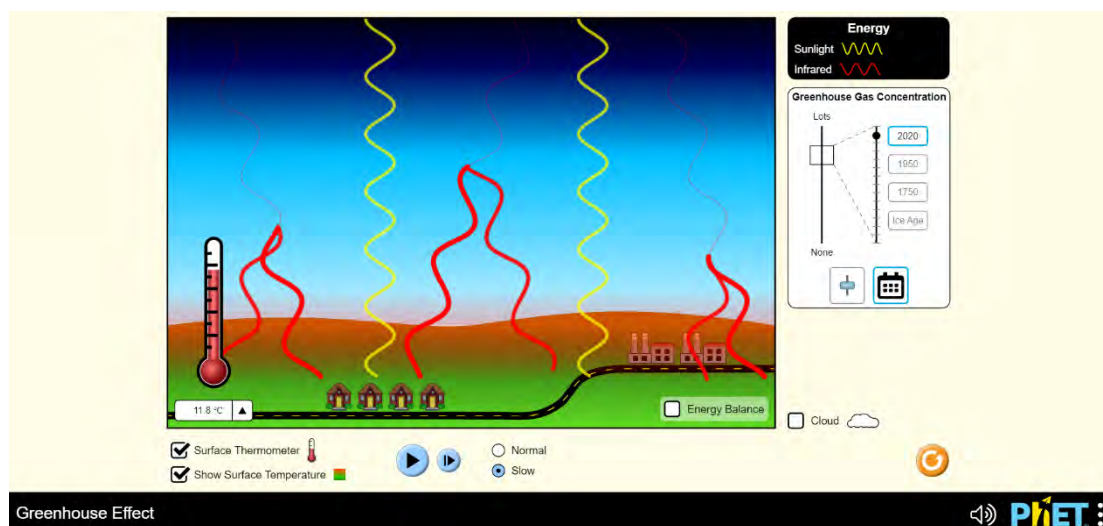 Energy
Sunlight
Infrared
Greenhouse Gas Concentration
Lots
2020
1950
1750
Ice Age
None
11.8 °C
Energy Balance
Cloud
Surface Thermometer
Show Surface Temperature
Normal
Slow
Greenhouse Effect
PhET